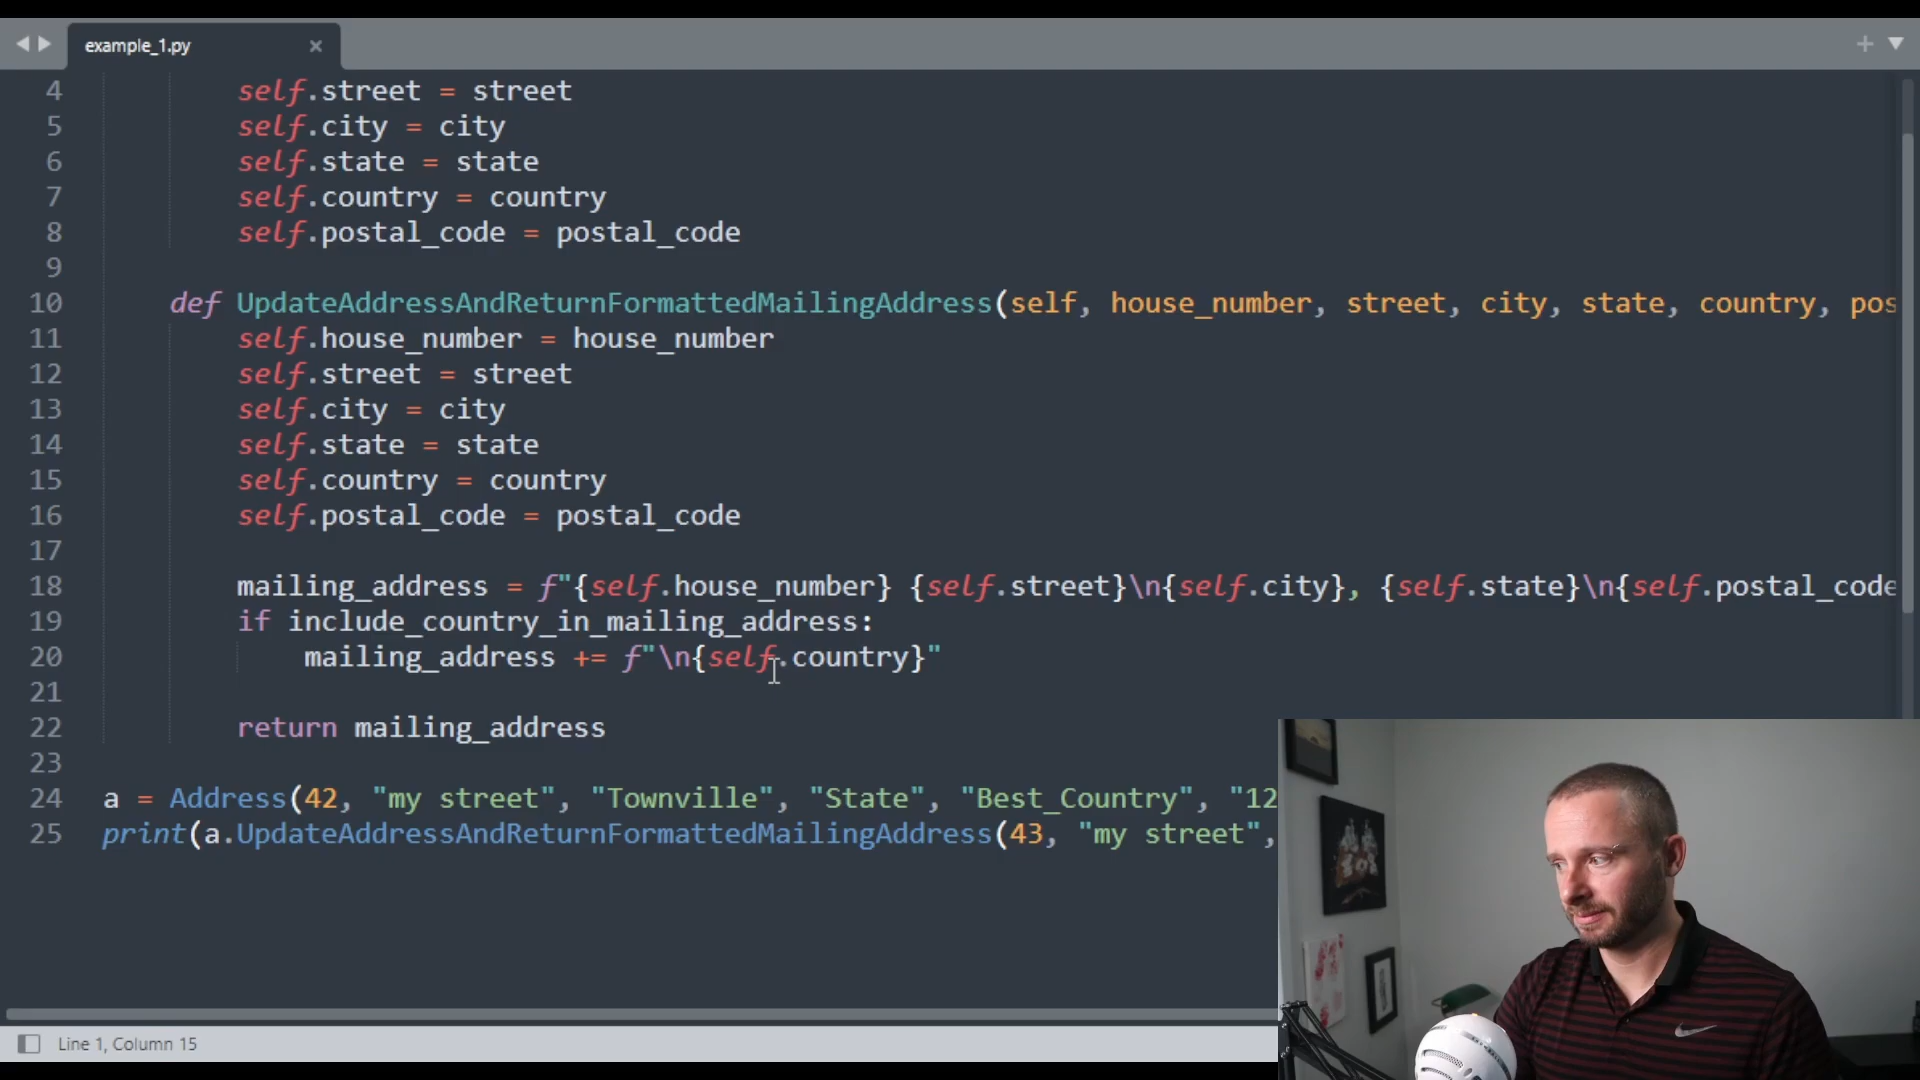 example_1.py
4 self.street = street
5 self.city = city
6 self.state = state
7 self.country = country
8 self.postal_code = postal_code
9
10 def UpdateAddressAndReturnFormattedMailingAddress(self, house_number, street, city, state, country, pos
11 self.house_number = house_number
12 self.street = street
13 self.city = city
14 self.state = state
15 self.country = country
16 self.postal_code = postal_code
17
18 mailing_address = f"{self.house_number} {self.street}\n{self.city}, {self.state}\n{self.postal_code
19 if include_country_in_mailing_address:
20 mailing_address += f"\n{self.country}"
21
22 return mailing_address
23
24 a = Address(42, "my street", "Townville", "State", "Best_Country", "12
25 print(a.UpdateAddressAndReturnFormattedMailingAddress(43, "my street",
Line 1, Column 15